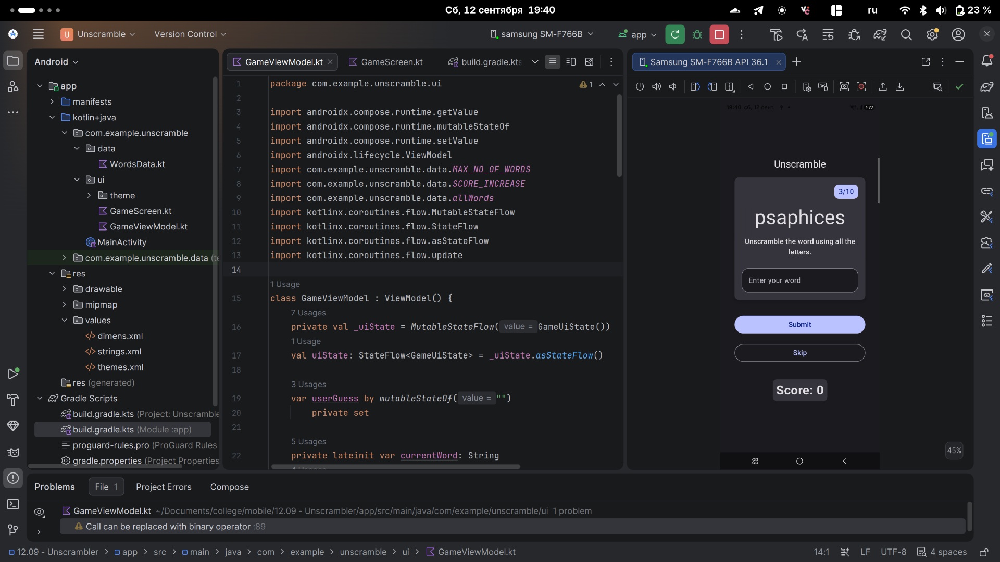 Сб, 12 сентября 19:40
ru
23 %
U Unscramble
Version Control
samsung SM-F766B
app
Android
app
manifests
kotlin+java
com.example.unscramble
data
WordsData.kt
ui
theme
GameScreen.kt
GameViewModel.kt
MainActivity
com.example.unscramble.data (te
res
drawable
mipmap
values
dimens.xml
strings.xml
themes.xml
res (generated)
Gradle Scripts
build.gradle.kts (Project: Unscramble
build.gradle.kts (Module :app)
proguard-rules.pro (ProGuard Rules
gradle.properties (Project Properties
GameViewModel.kt
GameScreen.kt
build.gradle.kts
1 package com.example.unscramble.ui
1
2
3 import androidx.compose.runtime.getValue
4 import androidx.compose.runtime.mutableStateOf
5 import androidx.compose.runtime.setValue
6 import androidx.lifecycle.ViewModel
7 import com.example.unscramble.data.MAX_NO_OF_WORDS
8 import com.example.unscramble.data.SCORE_INCREASE
9 import com.example.unscramble.data.allWords
10 import kotlinx.coroutines.flow.MutableStateFlow
11 import kotlinx.coroutines.flow.StateFlow
12 import kotlinx.coroutines.flow.asStateFlow
13 import kotlinx.coroutines.flow.update
14
1 Usage
15 class GameViewModel : ViewModel() {
7 Usages
16 private val _uiState = MutableStateFlow( value = GameUiState())
1 Usage
17 val uiState: StateFlow<GameUiState> = _uiState.asStateFlow()
18
3 Usages
19 var userGuess by mutableStateOf( value = "")
20 private set
21
5 Usages
22 private lateinit var currentWord: String
Samsung SM-F766B API 36.1
19:40 сб, 12 сент.
77
Unscramble
3/10
psaphices
Unscramble the word using all the
letters.
Enter your word
Submit
Skip
Score: 0
45%
Problems
File 1
Project Errors
Compose
GameViewModel.kt ~/Documents/college/mobile/12.09 - Unscrambler/app/src/main/java/com/example/unscramble/ui 1 problem
Call can be replaced with binary operator :89
12.09 - Unscrambler > app > src > main > java > com > example > unscramble > ui > GameViewModel.kt
14:1
LF
UTF-8
4 spaces